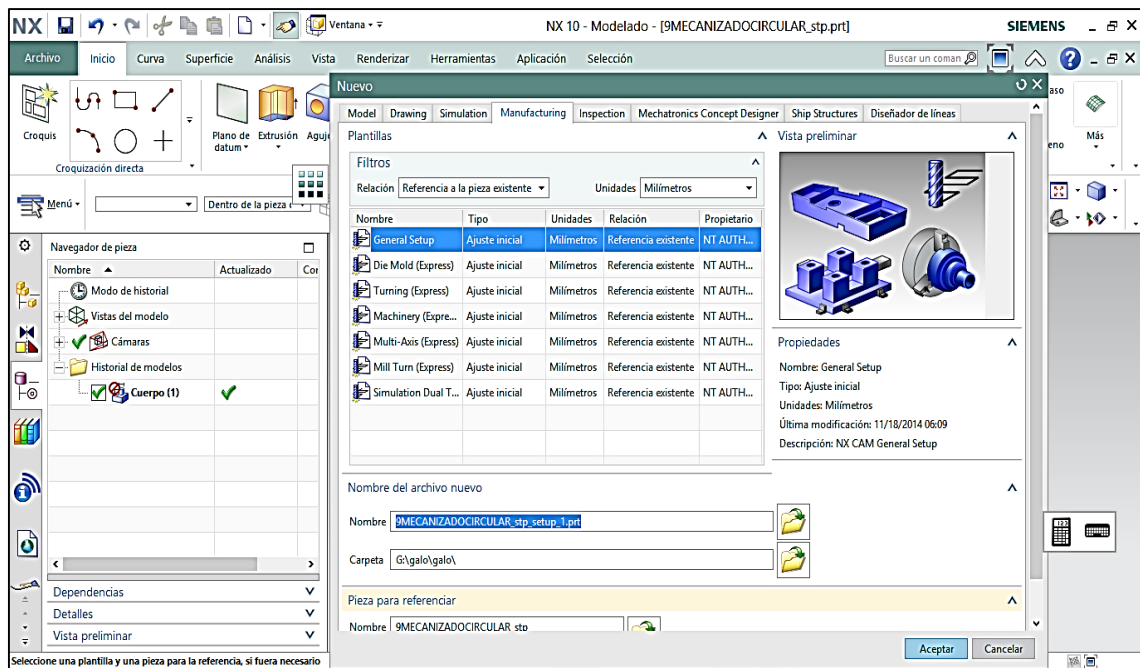 NX
Ventana
NX 10 - Modelado - [9MECANIZADOCIRCULAR_stp.prt]
SIEMENS
Archivo Inicio Curva Superficie Análisis Vista Renderizar Herramientas Aplicación Selección
Buscar un coman
Croquis
Croquización directa
Plano de datum
Extrusión
Aguj
Más
Menú
Dentro de la pieza
Navegador de pieza
Nombre Actualizado Cor
Modo de historial
Vistas del modelo
Cámaras
Historial de modelos
Cuerpo (1)
Dependencias
Detalles
Vista preliminar
Seleccione una plantilla y una pieza para la referencia, si fuera necesario
Nuevo
Model Drawing Simulation Manufacturing Inspection Mechatronics Concept Designer Ship Structures Diseñador de líneas
Plantillas
Filtros
Relación Referencia a la pieza existente Unidades Milímetros
Nombre Tipo Unidades Relación Propietario
General Setup Ajuste inicial Milímetros Referencia existente NT AUTH...
Die Mold (Express) Ajuste inicial Milímetros Referencia existente NT AUTH...
Turning (Express) Ajuste inicial Milímetros Referencia existente NT AUTH...
Machinery (Expre... Ajuste inicial Milímetros Referencia existente NT AUTH...
Multi-Axis (Express) Ajuste inicial Milímetros Referencia existente NT AUTH...
Mill Turn (Express) Ajuste inicial Milímetros Referencia existente NT AUTH...
Simulation Dual T... Ajuste inicial Milímetros Referencia existente NT AUTH...
Vista preliminar
Propiedades
Nombre: General Setup
Tipo: Ajuste inicial
Unidades: Milímetros
Última modificación: 11/18/2014 06:09
Descripción: NX CAM General Setup
Nombre del archivo nuevo
Nombre 9MECANIZADOCIRCULAR_stp_setup_1.prt
Carpeta G:\galo\galo\
Pieza para referenciar
Nombre 9MECANIZADOCIRCULAR_stp
Aceptar Cancelar